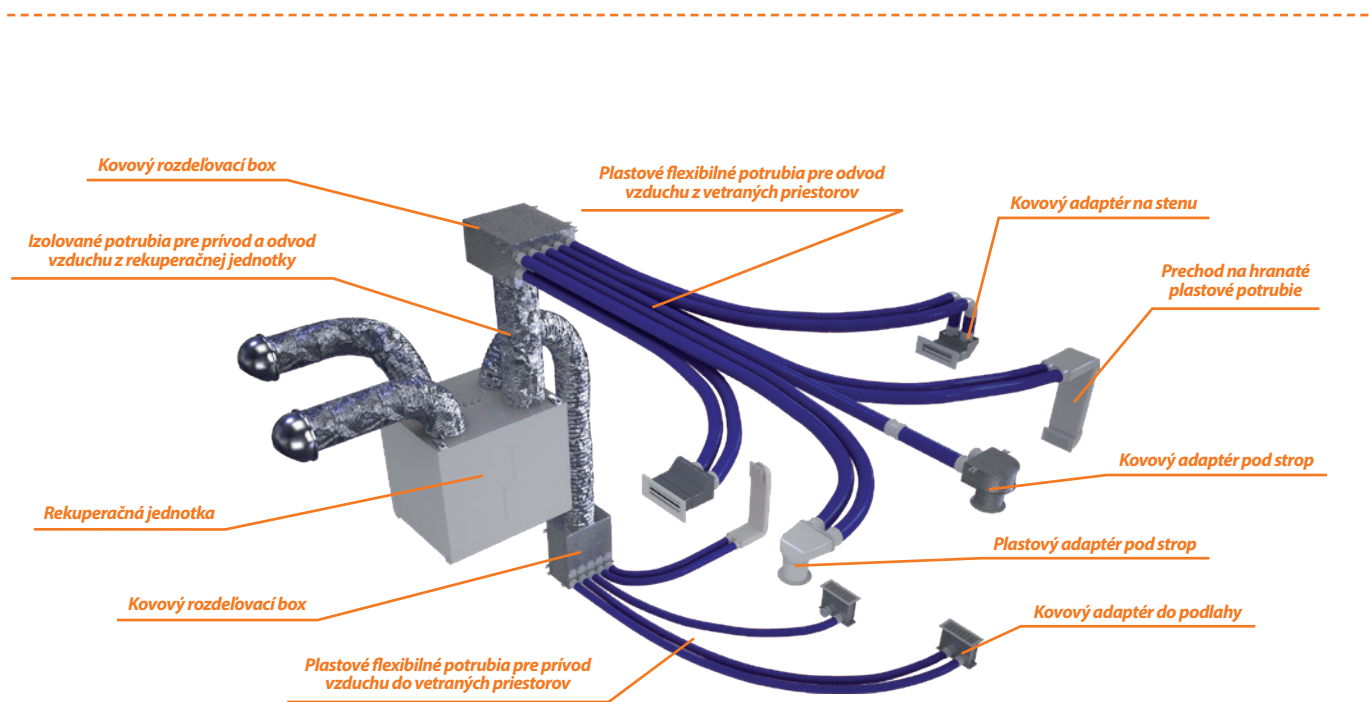 Kovový rozdeľovací box
Plastové flexibilné potrubia pre odvod
vzduchu z vetraných priestorov
Kovový adaptér na stenu
Izolované potrubia pre prívod a odvod
vzduchu z rekuperačnej jednotky
Prechod na hranaté
plastové potrubie
Kovový adaptér pod strop
Rekuperačná jednotka
Plastový adaptér pod strop
Kovový rozdeľovací box
Kovový adaptér do podlahy
Plastové flexibilné potrubia pre prívod
vzduchu do vetraných priestorov